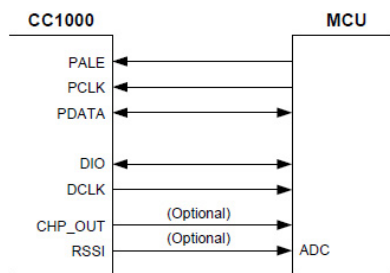 CC1000 MCU
PALE
PCLK
PDATA
DIO
DCLK
(Optional)
CHP_OUT
(Optional)
RSSI ADC